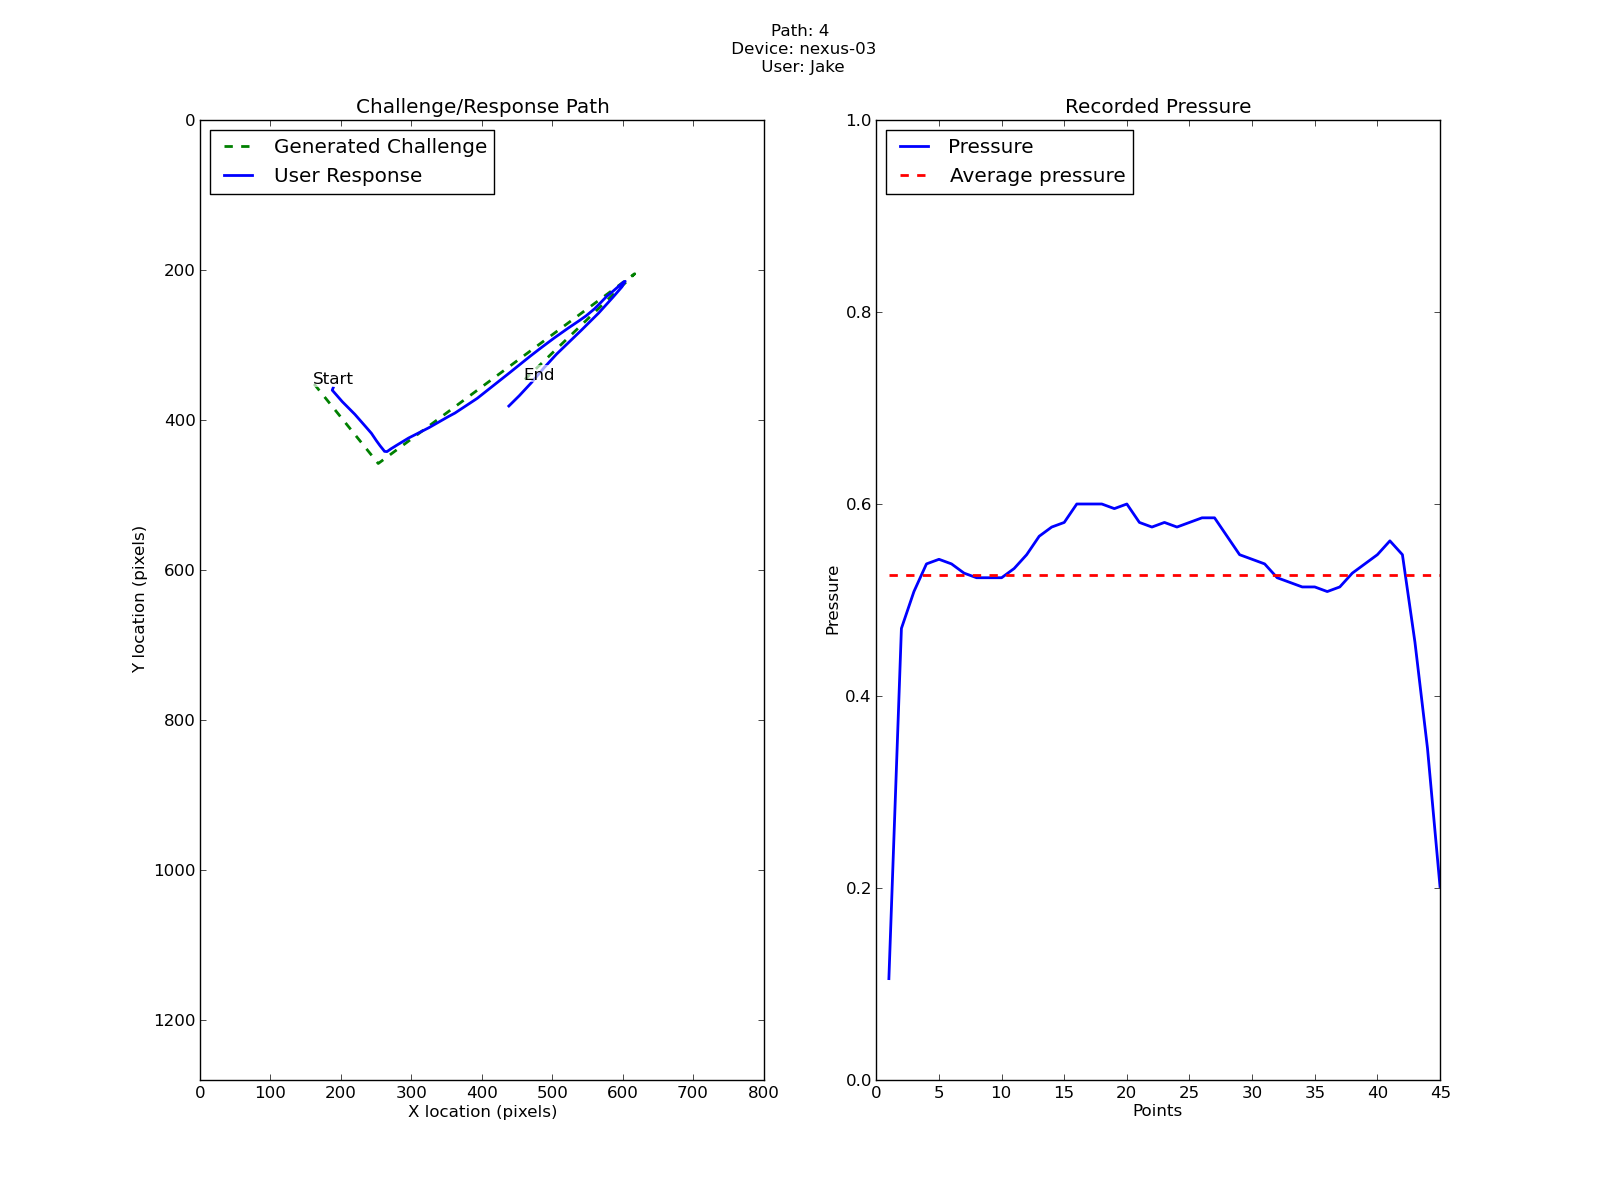 Path: 4
Device: nexus-03
User: Jake
Challenge/Response Path
Generated Challenge
User Response
Start
End
0
200
400
600
800
1000
1200
Y location (pixels)
0 100 200 300 400 500 600 700 800
X location (pixels)
Recorded Pressure
Pressure
Average pressure
1.0
0.8
0.6
0.4
0.2
0.0
Pressure
0 5 10 15 20 25 30 35 40 45
Points